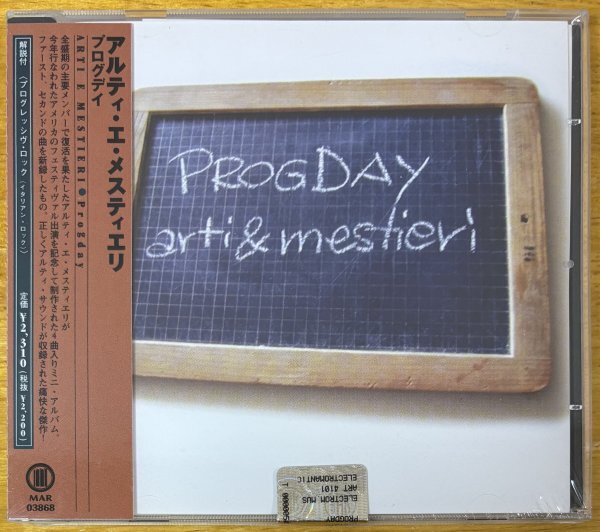 アルティ・エ・メスティエリ
プログデイ
ARTI E MESTIERI●Progday
全盛期の主要メンバーで復活を果たしたアルティ・エ・メスティエリが
今年行なわれたアメリカのフェスティヴァル出演を記念して制作された4曲入りミニ・アルバム。
ファースト、セカンドの曲を新録したもの。正しくアルティ・サウンドが収録された痛快な傑作!
解説付
〈プログレッシヴ・ロック(イタリアン・ロック)〉
定価 ¥2,310(税抜 ¥2,200)
MAR
03868
PROGDAY
arti & mestieri
PROGDAY
ELECTROM MUS
ART 4101
ELECTROMANTIC